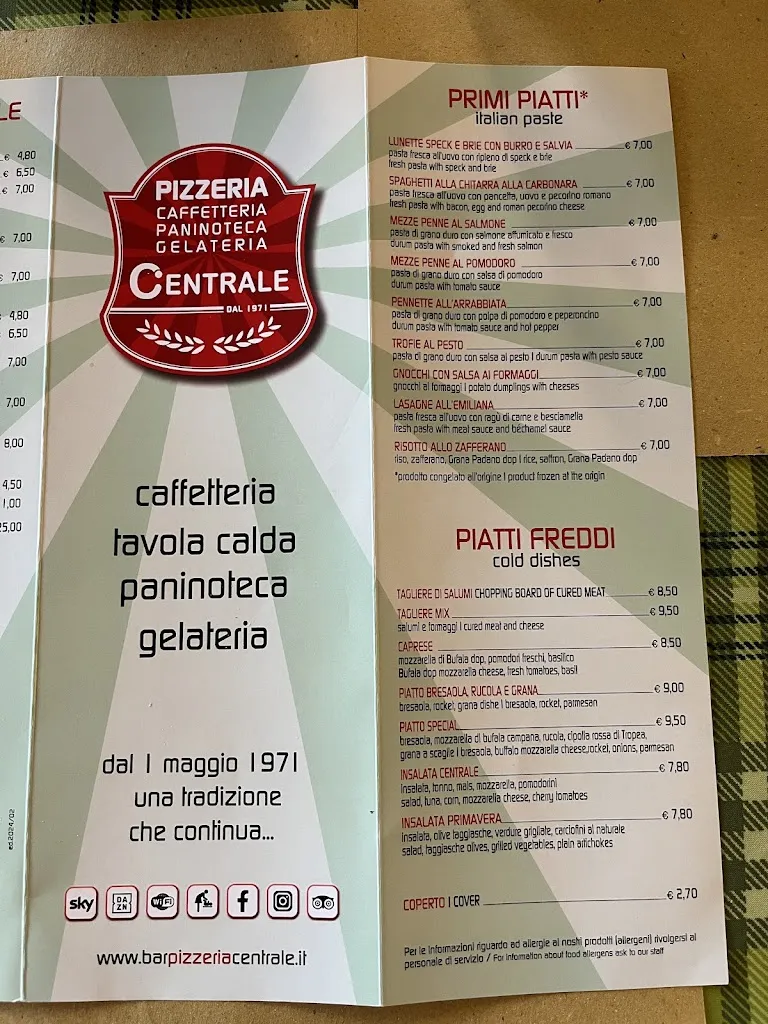 LE
€ 4,80
€ 6,50
€ 7,00
€ 7,00
€ 7,00
4,80
€ 6,50
7,00
7,00
8,00
4,50
1,00
25,00
PIZZERIA
CAFFETTERIA
PANINOTECA
GELATERIA
CENTRALE
DAL 1971
caffetteria
tavola calda
paninoteca
gelateria
dal 1 maggio 1971
una tradizione
che continua...
sky
DAZN
WiFi
www.barpizzeriacentrale.it
ed.2024/02
PRIMI PIATTI*
italian paste
LUNETTE SPECK E BRIE CON BURRO E SALVIA € 7,00
pasta fresca all'uovo con ripieno di speck e brie
fresh pasta with speck and brie
SPAGHETTI ALLA CHITARRA ALLA CARBONARA € 7,00
pasta fresca all'uovo con pancetta, uovo e pecorino romano
fresh pasta with bacon, egg and roman pecorino cheese
MEZZE PENNE AL SALMONE € 7,00
pasta di grano duro con salmone affumicato e fresco
durum pasta with smoked and fresh salmon
MEZZE PENNE AL POMODORO € 7,00
pasta di grano duro con salsa di pomodoro
durum pasta with tomato sauce
PENNETTE ALL'ARRABBIATA € 7,00
pasta di grano duro con polpa di pomodoro e peperoncino
durum pasta with tomato sauce and hot pepper
TROFIE AL PESTO € 7,00
pasta di grano duro con salsa al pesto | durum pasta with pesto sauce
GNOCCHI CON SALSA AI FORMAGGI € 7,00
gnocchi ai formaggi | potato dumplings with cheeses
LASAGNE ALL'EMILIANA € 7,00
pasta fresca all'uovo con ragù di carne e besciamella
fresh pasta with meat sauce and béchamel sauce
RISOTTO ALLO ZAFFERANO € 7,00
riso, zafferano, Grana Padano dop | rice, saffron, Grana Padano dop
*prodotto congelato all'origine | product frozen at the origin
PIATTI FREDDI
cold dishes
TAGLIERE DI SALUMI CHOPPING BOARD OF CURED MEAT € 8,50
TAGLIERE MIX € 9,50
salumi e formaggi | cured meat and cheese
CAPRESE € 8,50
mozzarella di Bufala dop, pomodori freschi, basilico
Bufala dop mozzarella cheese, fresh tomatoes, basil
PIATTO BRESAOLA, RUCOLA E GRANA € 9,00
bresaola, rocket, grana dishe | bresaola, rocket, parmesan
PIATTO SPECIAL € 9,50
bresaola, mozzarella di bufala campana, rucola, cipolla rossa di Tropea,
grana a scaglie | bresaola, buffalo mozzarella cheese,rocket, onions, parmesan
INSALATA CENTRALE € 7,80
insalata, tonno, mais, mozzarella, pomodorini
salad, tuna, corn, mozzarella cheese, cherry tomatoes
INSALATA PRIMAVERA € 7,80
insalata, olive taggiasche, verdure grigliate, carciofini al naturale
salad, taggiasche olives, grilled vegetables, plain artichokes
COPERTO | COVER € 2,70
Per le informazioni riguardo ad allergie ai nostri prodotti (allergeni) rivolgersi al
personale di servizio / For information about food allergens ask to our staff